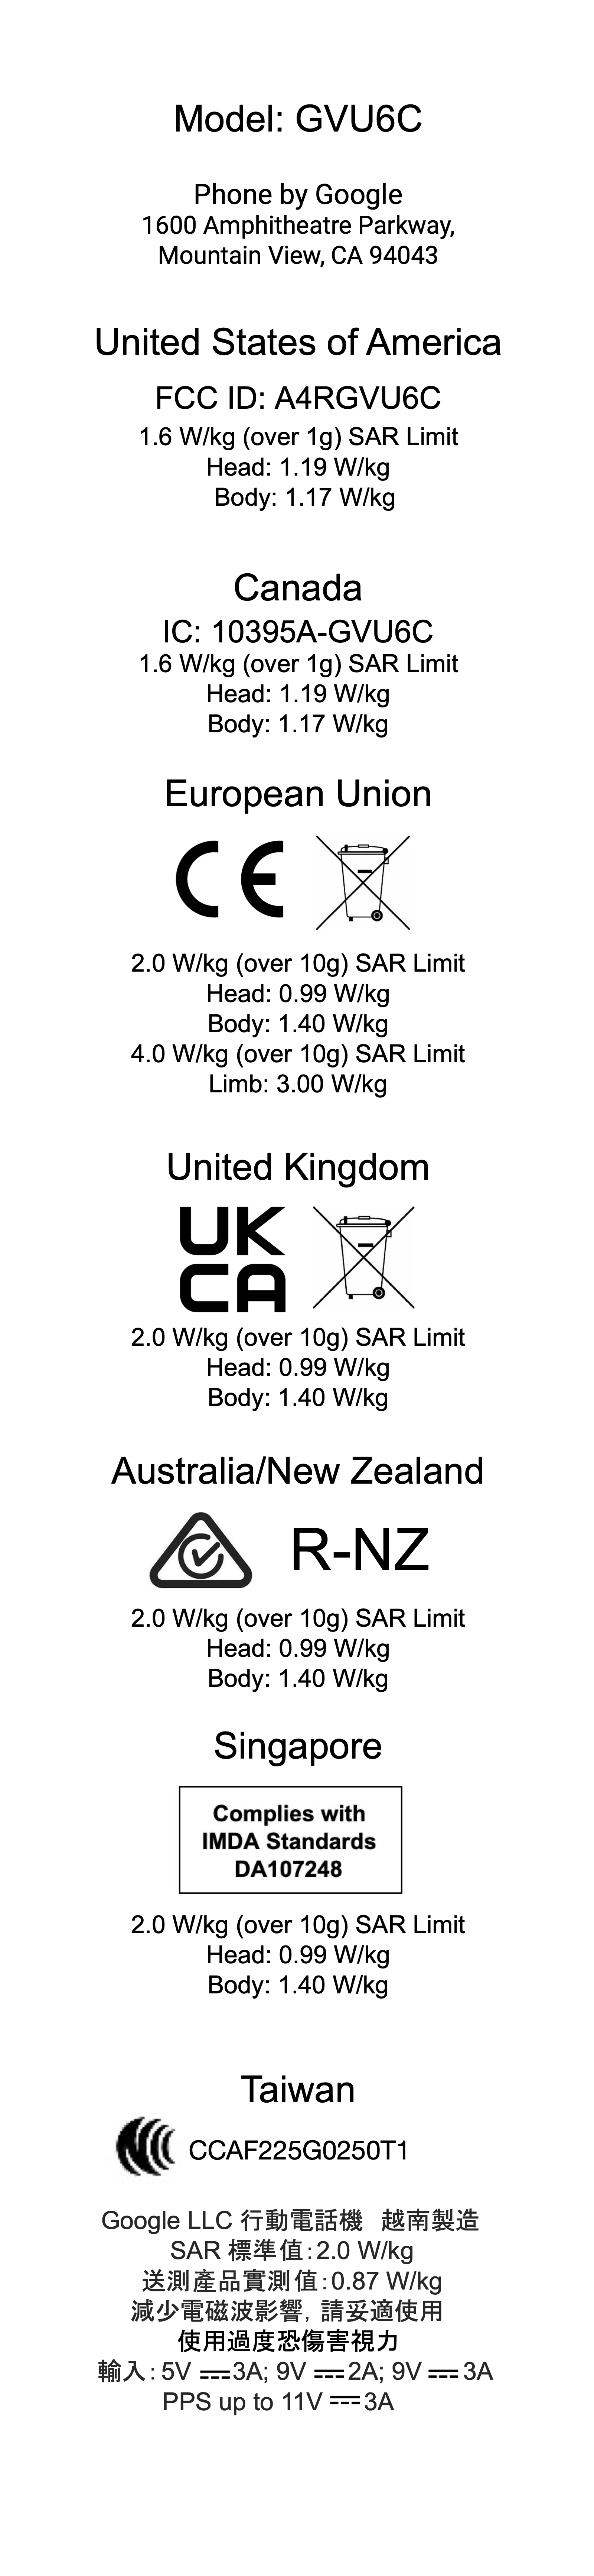 Model: GVU6C
Phone by Google
1600 Amphitheatre Parkway,
Mountain View, CA 94043
United States of America
FCC ID: A4RGVU6C
1.6 W/kg (over 1g) SAR Limit
Head: 1.19 W/kg
Body: 1.17 W/kg
Canada
IC: 10395A-GVU6C
1.6 W/kg (over 1g) SAR Limit
Head: 1.19 W/kg
Body: 1.17 W/kg
European Union
CE
2.0 W/kg (over 10g) SAR Limit
Head: 0.99 W/kg
Body: 1.40 W/kg
4.0 W/kg (over 10g) SAR Limit
Limb: 3.00 W/kg
United Kingdom
UK
CA
2.0 W/kg (over 10g) SAR Limit
Head: 0.99 W/kg
Body: 1.40 W/kg
Australia/New Zealand
R-NZ
2.0 W/kg (over 10g) SAR Limit
Head: 0.99 W/kg
Body: 1.40 W/kg
Singapore
Complies with
IMDA Standards
DA107248
2.0 W/kg (over 10g) SAR Limit
Head: 0.99 W/kg
Body: 1.40 W/kg
Taiwan
CCAF225G0250T1
Google LLC 行動電話機 越南製造
SAR 標準值：2.0 W/kg
送測產品實測值：0.87 W/kg
減少電磁波影響，請妥適使用
使用過度恐傷害視力
輸入：5V ⎓ 3A; 9V ⎓ 2A; 9V ⎓ 3A
PPS up to 11V ⎓ 3A